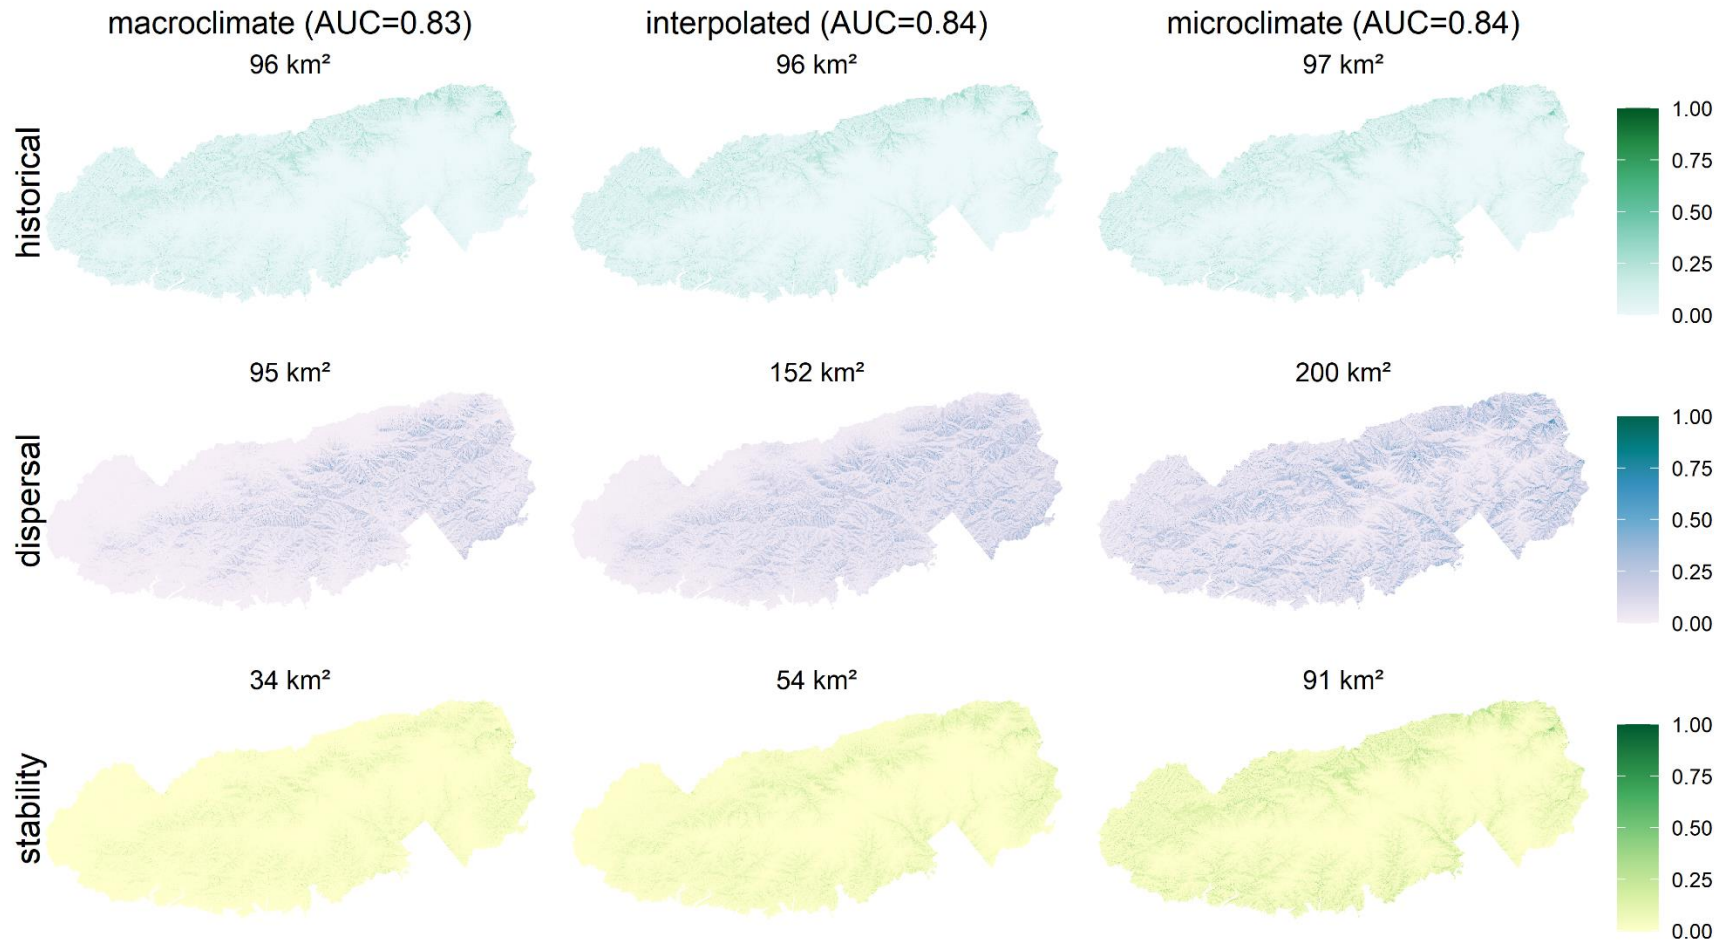 macroclimate (AUC=0.83) interpolated (AUC=0.84) microclimate (AUC=0.84)
96 km² 96 km² 97 km²
historical
1.00
0.75
0.50
0.25
0.00
95 km² 152 km² 200 km²
dispersal
1.00
0.75
0.50
0.25
0.00
34 km² 54 km² 91 km²
stability
1.00
0.75
0.50
0.25
0.00